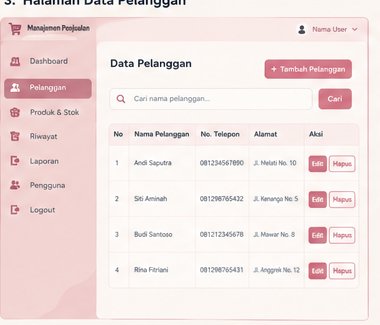 3. Halaman Data Pelanggan
Manajemen Penjualan
Nama User
Dashboard
Pelanggan
Produk & Stok
Riwayat
Laporan
Pengguna
Logout
Data Pelanggan
+ Tambah Pelanggan
Cari nama pelanggan...
Cari
No Nama Pelanggan No. Telepon Alamat Aksi
1 Andi Saputra 081234567890 Jl. Melati No. 10 Edit Hapus
2 Siti Aminah 081298765432 Jl. Kenanga No. 5 Edit Hapus
3 Budi Santoso 081212345678 Jl. Mawar No. 8 Edit Hapus
4 Rina Fitriani 081298765431 Jl. Anggrek No. 12 Edit Hapus